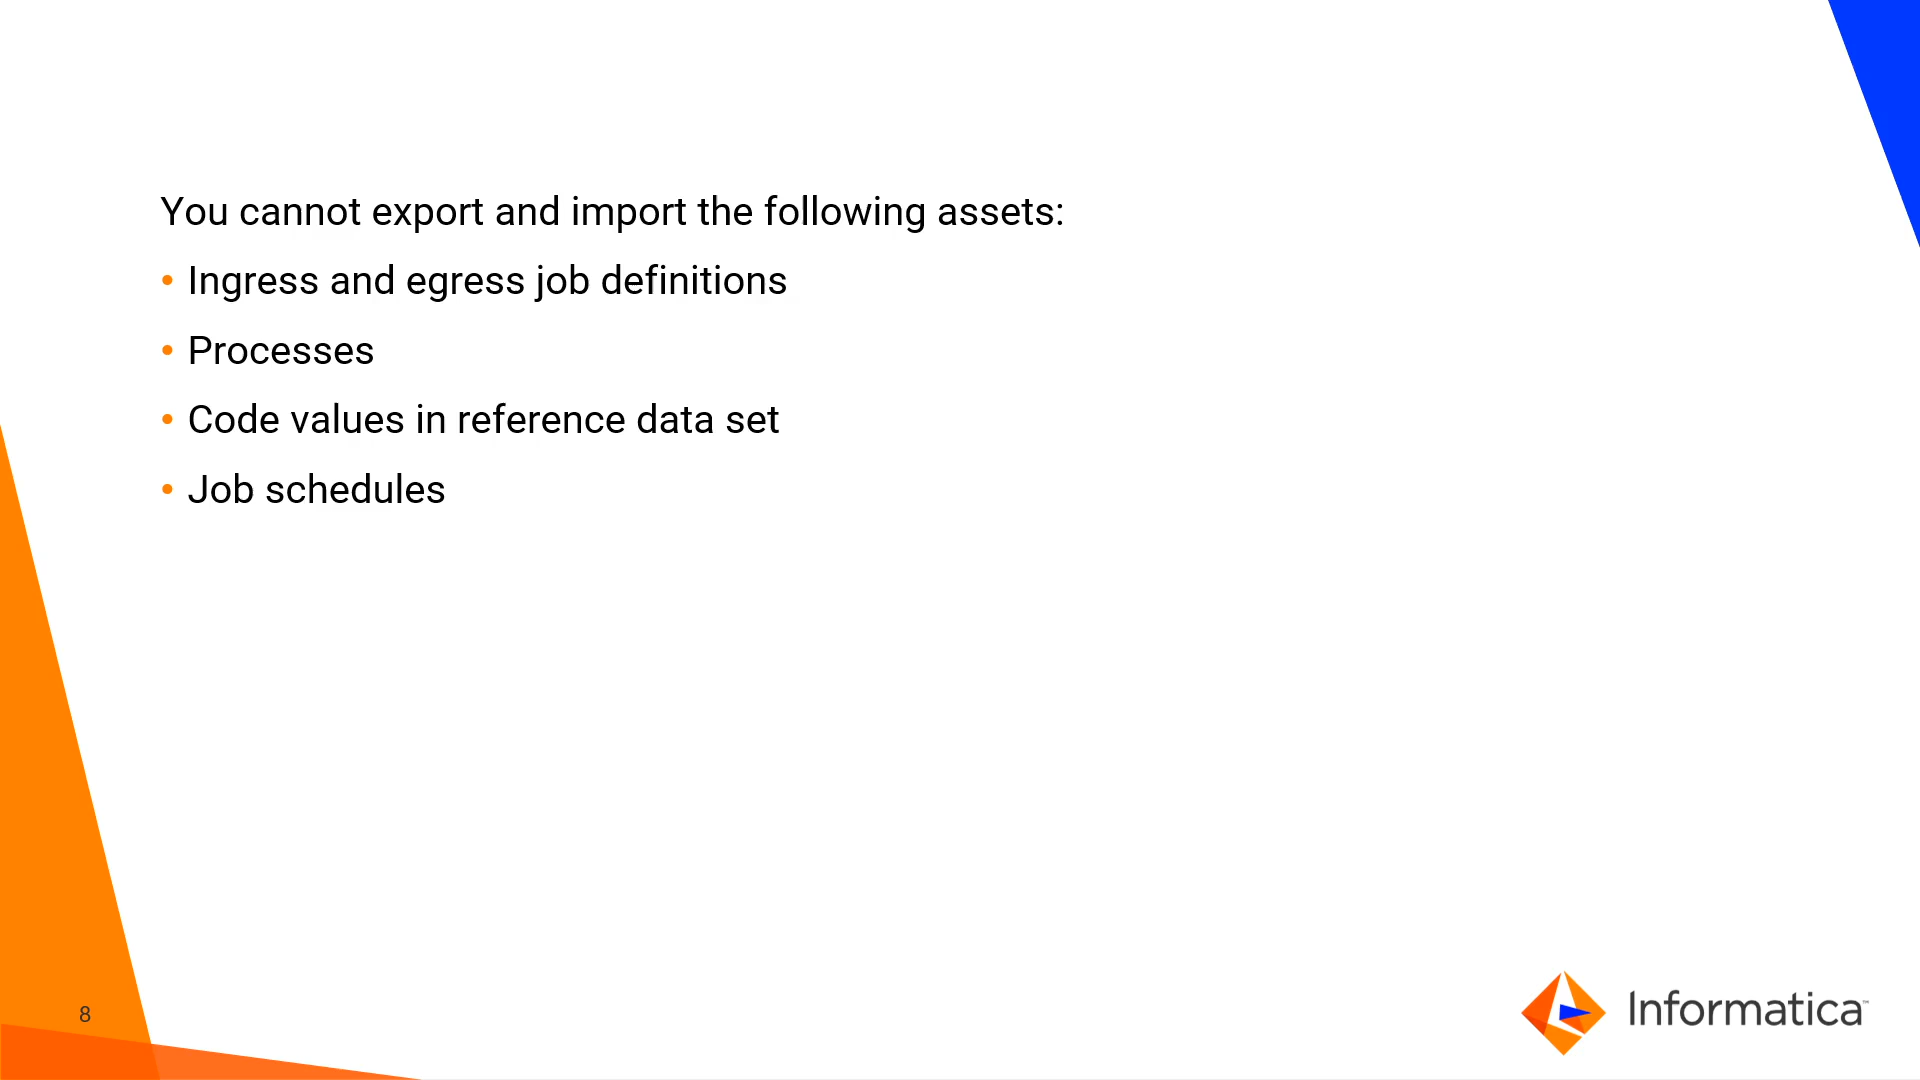 You cannot export and import the following assets:
• Ingress and egress job definitions
• Processes
• Code values in reference data set
• Job schedules
8
Informatica™